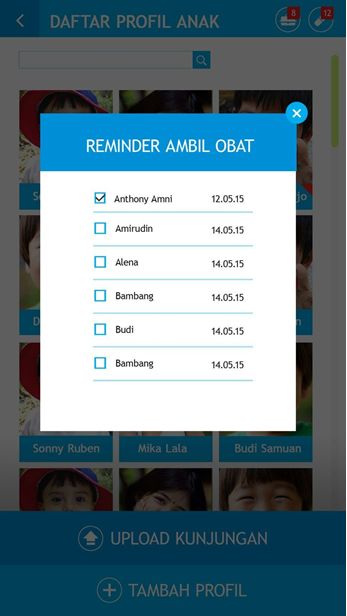 DAFTAR PROFIL ANAK
8
12
REMINDER AMBIL OBAT
Anthony Amni 12.05.15
Amirudin 14.05.15
Alena 14.05.15
Bambang 14.05.15
Budi 14.05.15
Bambang 14.05.15
Sonny Ruben
Mika Lala
Budi Samuan
UPLOAD KUNJUNGAN
TAMBAH PROFIL